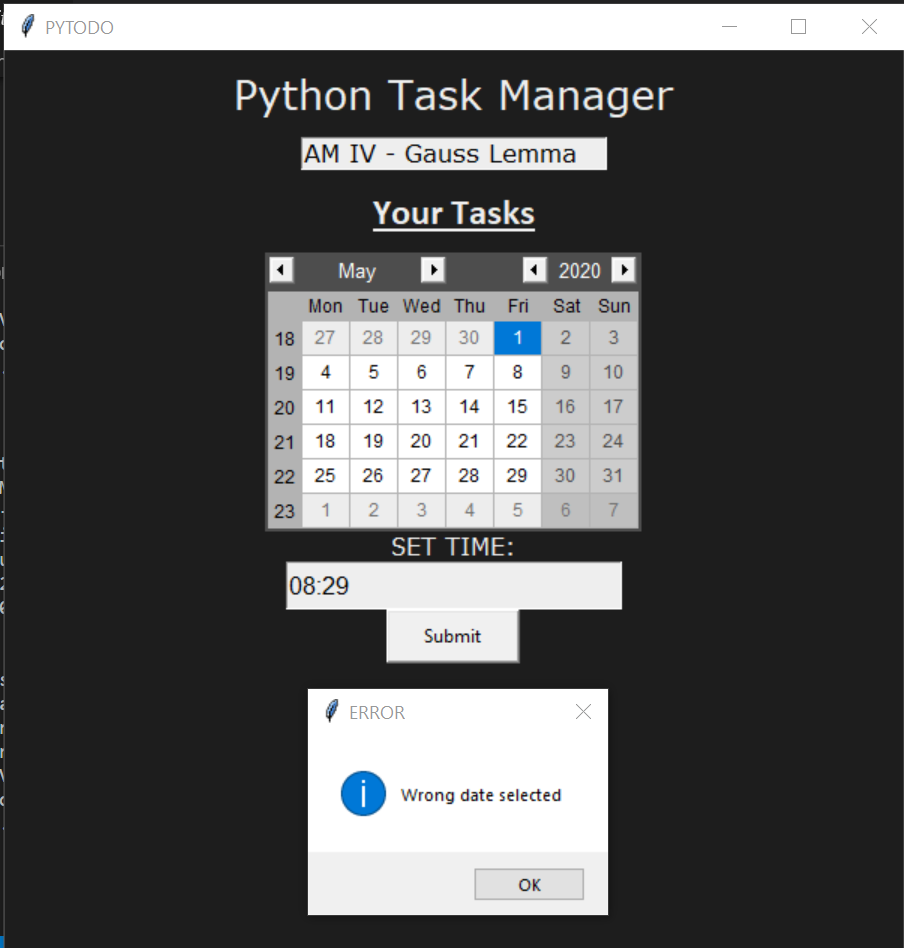 PYTODO
Python Task Manager
AM IV - Gauss Lemma
Your Tasks
May 2020
Mon Tue Wed Thu Fri Sat Sun
18 27 28 29 30 1 2 3
19 4 5 6 7 8 9 10
20 11 12 13 14 15 16 17
21 18 19 20 21 22 23 24
22 25 26 27 28 29 30 31
23 1 2 3 4 5 6 7
SET TIME:
08:29
Submit
ERROR
Wrong date selected
OK